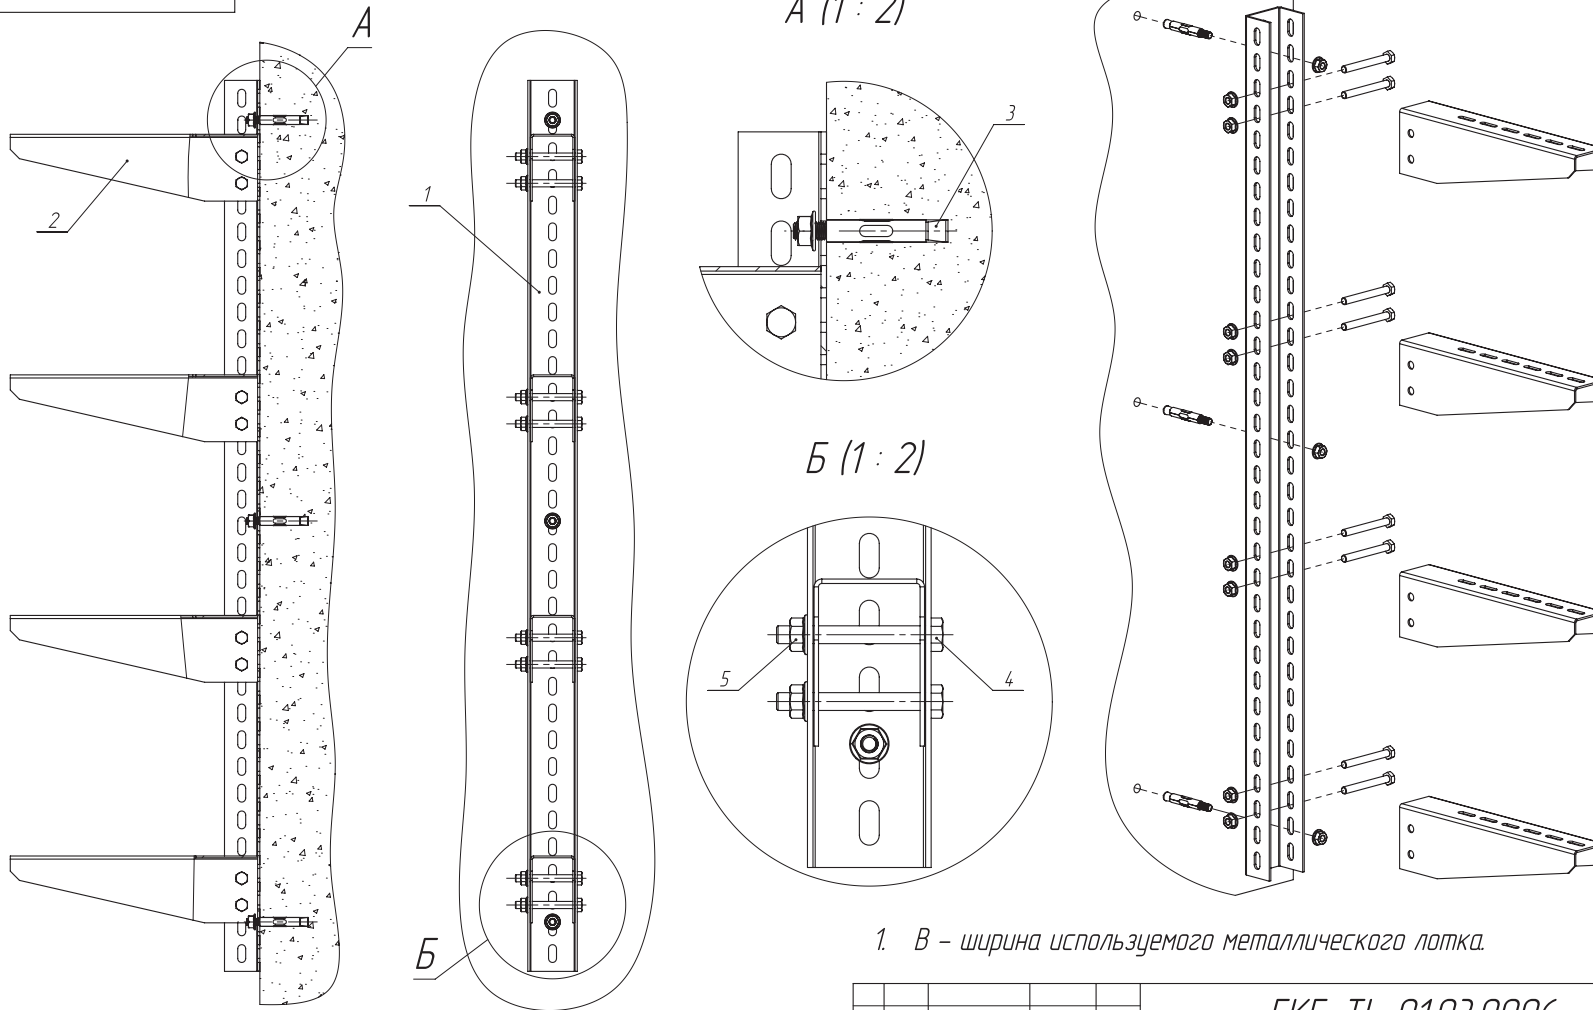 А
А (1 : 2)
3
2
1
Б (1 : 2)
5
4
Б
1. В – ширина используемого металлического лотка.